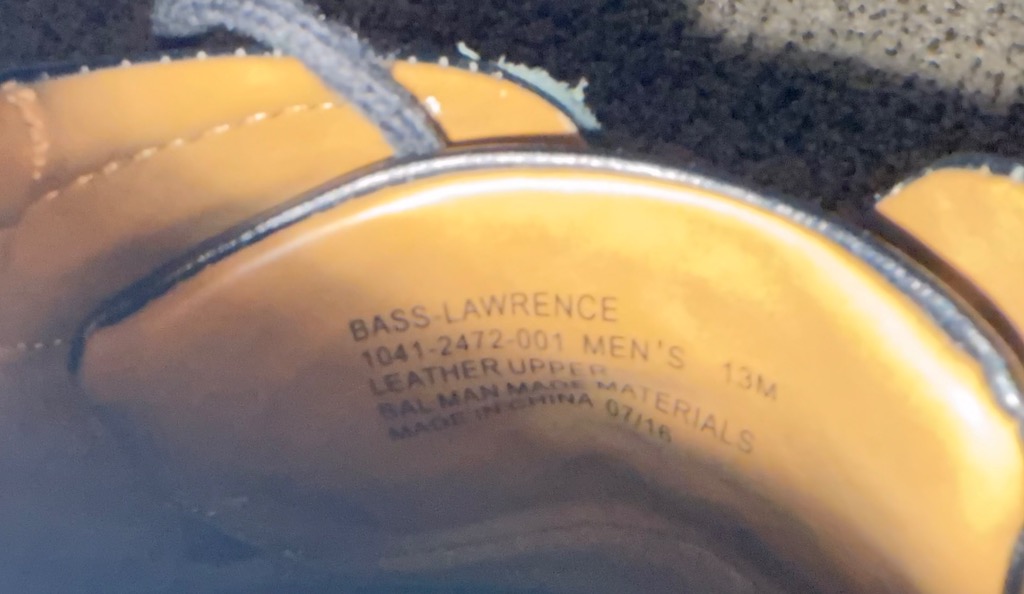 BASS-LAWRENCE
1041-2472-001 MEN'S 13M
LEATHER UPPER
BAL MAN MADE MATERIALS
MADE IN CHINA 07/16